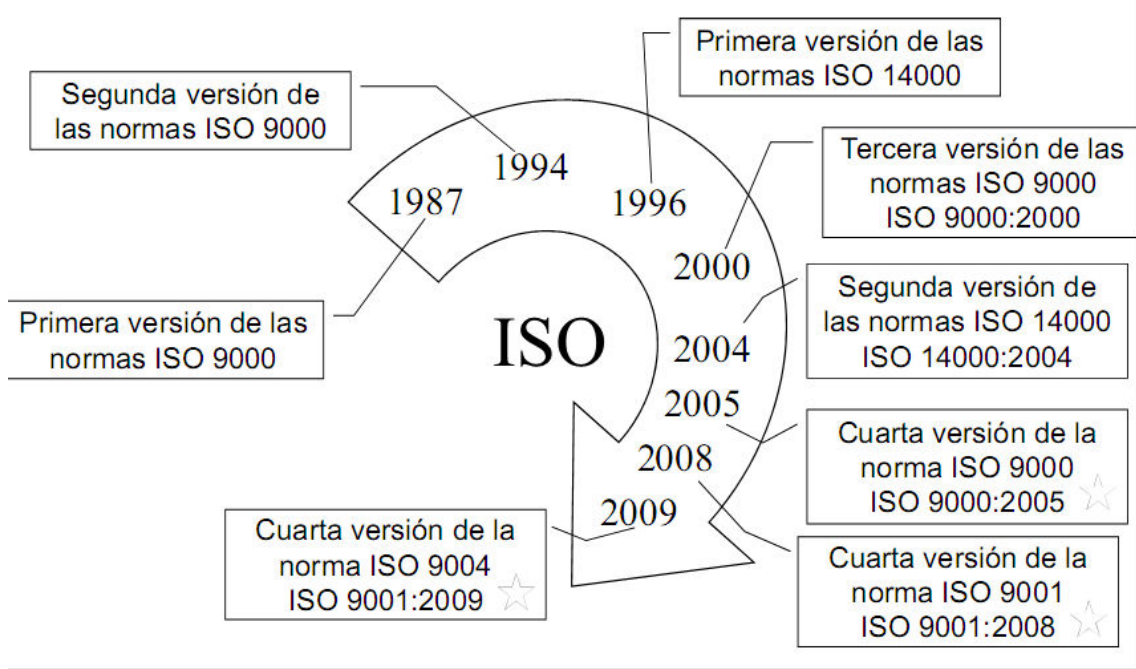 Primera versión de las
normas ISO 14000
Segunda versión de
las normas ISO 9000
Tercera versión de las
normas ISO 9000
ISO 9000:2000
1994
1987
1996
2000
Segunda versión de
las normas ISO 14000
ISO 14000:2004
Primera versión de las
normas ISO 9000
ISO
2004
2005
Cuarta versión de la
norma ISO 9000
ISO 9000:2005
2008
2009
Cuarta versión de la
norma ISO 9004
ISO 9001:2009
Cuarta versión de la
norma ISO 9001
ISO 9001:2008